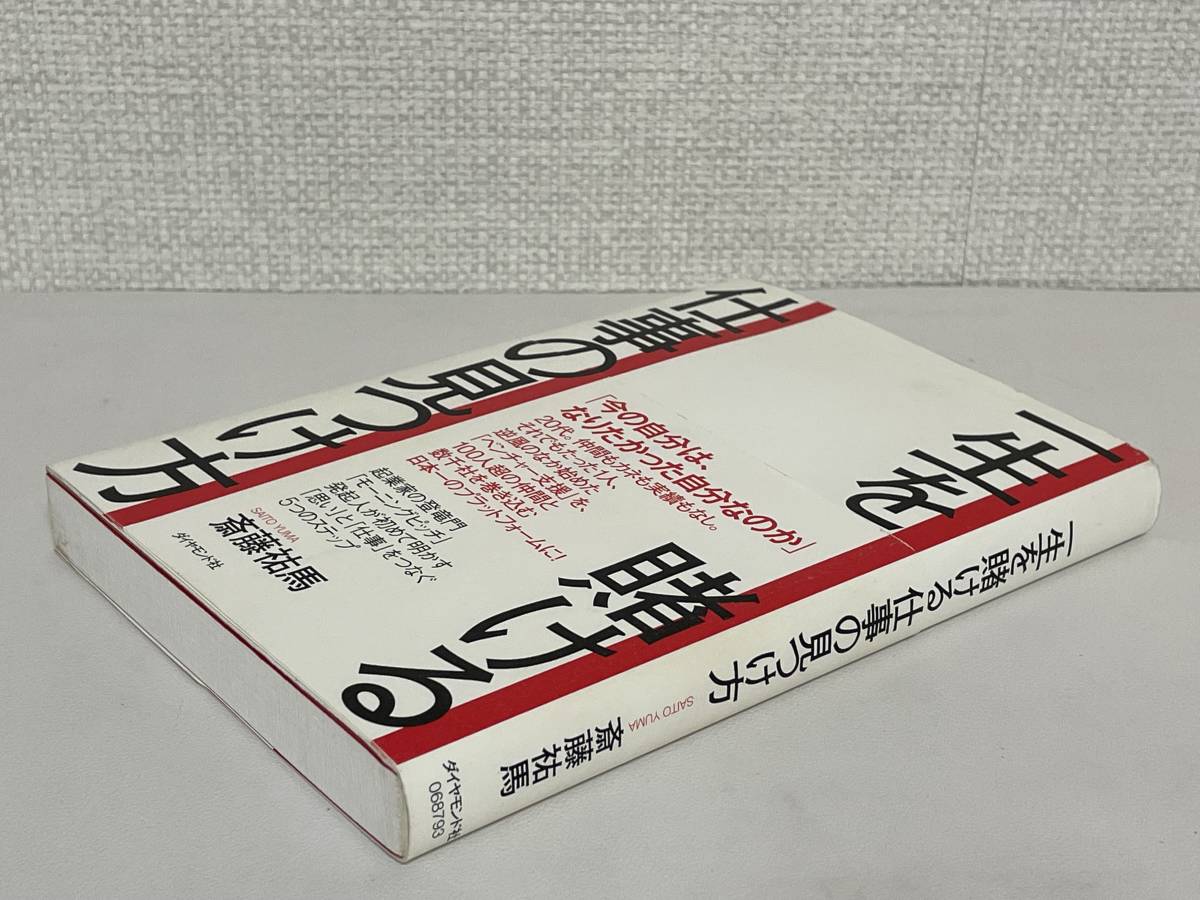 一生を
賭ける
仕事の見つけ方
「今の自分は、
なりたかった自分なのか」
20代。仲間もカネも実績もなし。
それでもたった一人、
逆風のなか始めた
「ベンチャー支援」を、
100人超の仲間と
数千社を巻き込む、
日本一のプラットフォームに!
起業家の登竜門
「モーニングピッチ」
発起人が初めて明かす
「思い」と「仕事」をつなぐ
5つのステップ
斎藤祐馬
SAITO YUMA
ダイヤモンド社
一生を賭ける仕事の見つけ方
斎藤祐馬
SAITO YUMA
ダイヤモンド社
068793